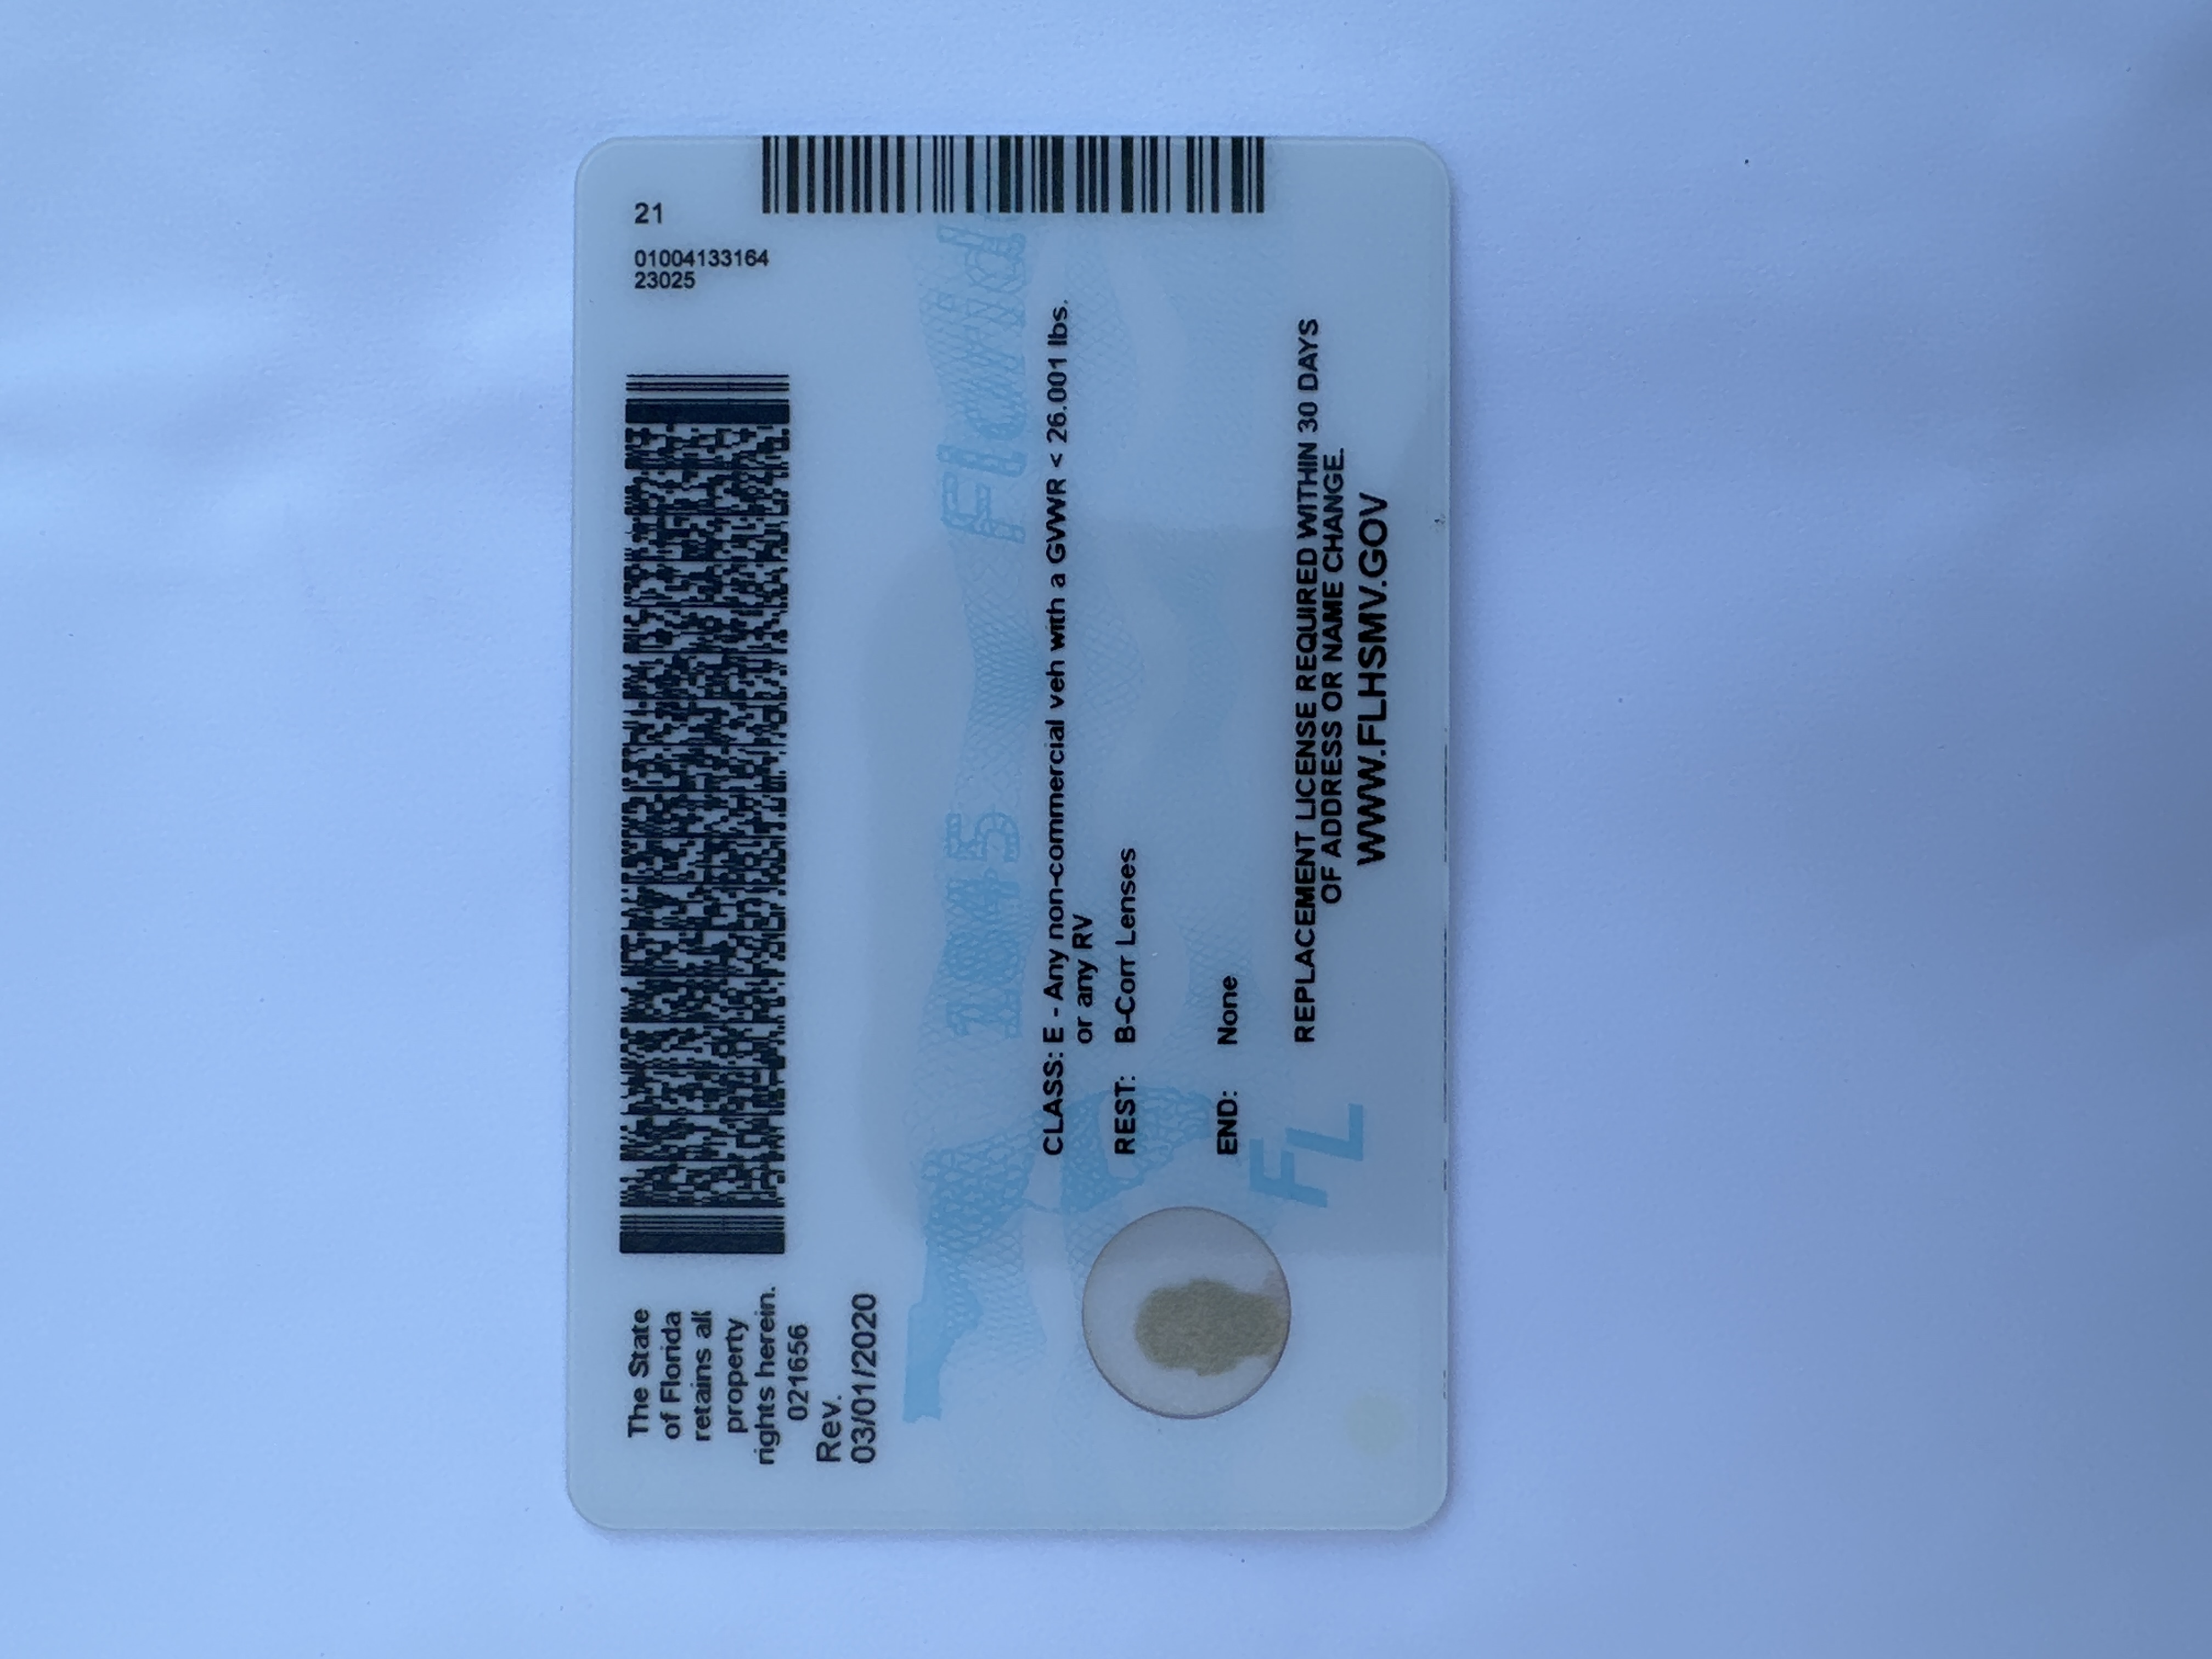 The State
of Florida
retains all
property
rights herein.
021656
Rev.
03/01/2020
21
01004133164
23025
1845
Florid
CLASS: E - Any non-commercial veh with a GVWR < 26.001 lbs.
or any RV
REST: B-Corr Lenses
END: None
FL
REPLACEMENT LICENSE REQUIRED WITHIN 30 DAYS
OF ADDRESS OR NAME CHANGE.
WWW.FLHSMV.GOV